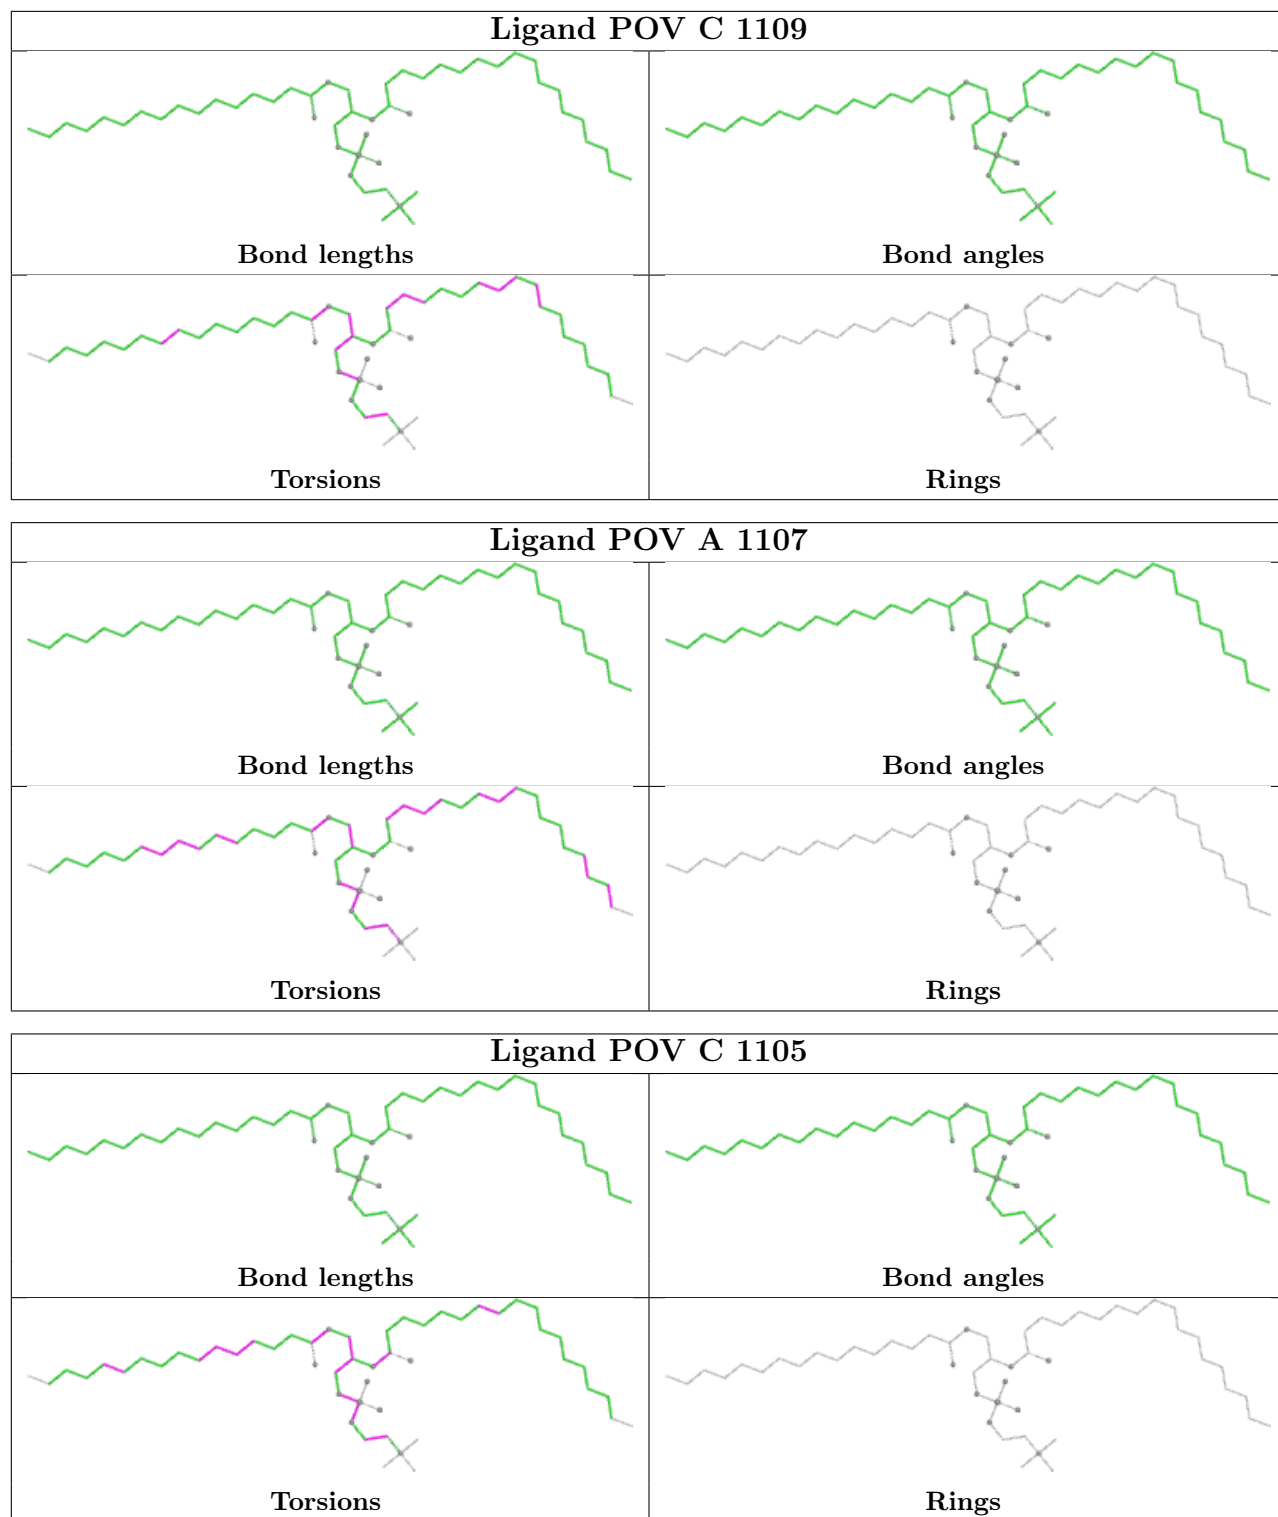 Ligand POV C 1109
Bond lengths
Bond angles
Torsions
Rings
Ligand POV A 1107
Bond lengths
Bond angles
Torsions
Rings
Ligand POV C 1105
Bond lengths
Bond angles
Torsions
Rings